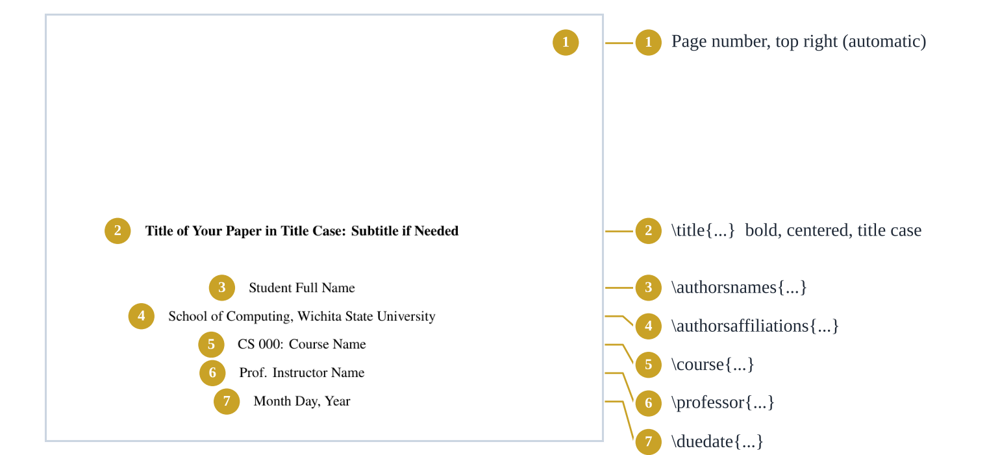 1
1 Page number, top right (automatic)
2 Title of Your Paper in Title Case: Subtitle if Needed
2 \title{...} bold, centered, title case
3 Student Full Name
3 \authorsnames{...}
4 School of Computing, Wichita State University
4 \authorsaffiliations{...}
5 CS 000: Course Name
5 \course{...}
6 Prof. Instructor Name
6 \professor{...}
7 Month Day, Year
7 \duedate{...}